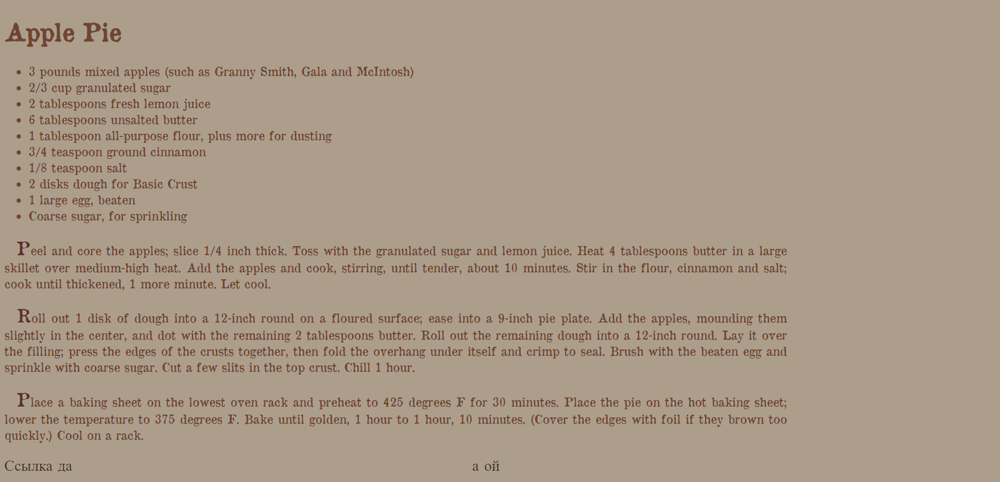 Apple Pie
3 pounds mixed apples (such as Granny Smith, Gala and McIntosh)
2/3 cup granulated sugar
2 tablespoons fresh lemon juice
6 tablespoons unsalted butter
1 tablespoon all-purpose flour, plus more for dusting
3/4 teaspoon ground cinnamon
1/8 teaspoon salt
2 disks dough for Basic Crust
1 large egg, beaten
Coarse sugar, for sprinkling
Peel and core the apples; slice 1/4 inch thick. Toss with the granulated sugar and lemon juice. Heat 4 tablespoons butter in a large
skillet over medium-high heat. Add the apples and cook, stirring, until tender, about 10 minutes. Stir in the flour, cinnamon and salt;
cook until thickened, 1 more minute. Let cool.
Roll out 1 disk of dough into a 12-inch round on a floured surface; ease into a 9-inch pie plate. Add the apples, mounding them
slightly in the center, and dot with the remaining 2 tablespoons butter. Roll out the remaining dough into a 12-inch round. Lay it over
the filling; press the edges of the crusts together, then fold the overhang under itself and crimp to seal. Brush with the beaten egg and
sprinkle with coarse sugar. Cut a few slits in the top crust. Chill 1 hour.
Place a baking sheet on the lowest oven rack and preheat to 425 degrees F for 30 minutes. Place the pie on the hot baking sheet;
lower the temperature to 375 degrees F. Bake until golden, 1 hour to 1 hour, 10 minutes. (Cover the edges with foil if they brown too
quickly.) Cool on a rack.
Ссылка да а ой